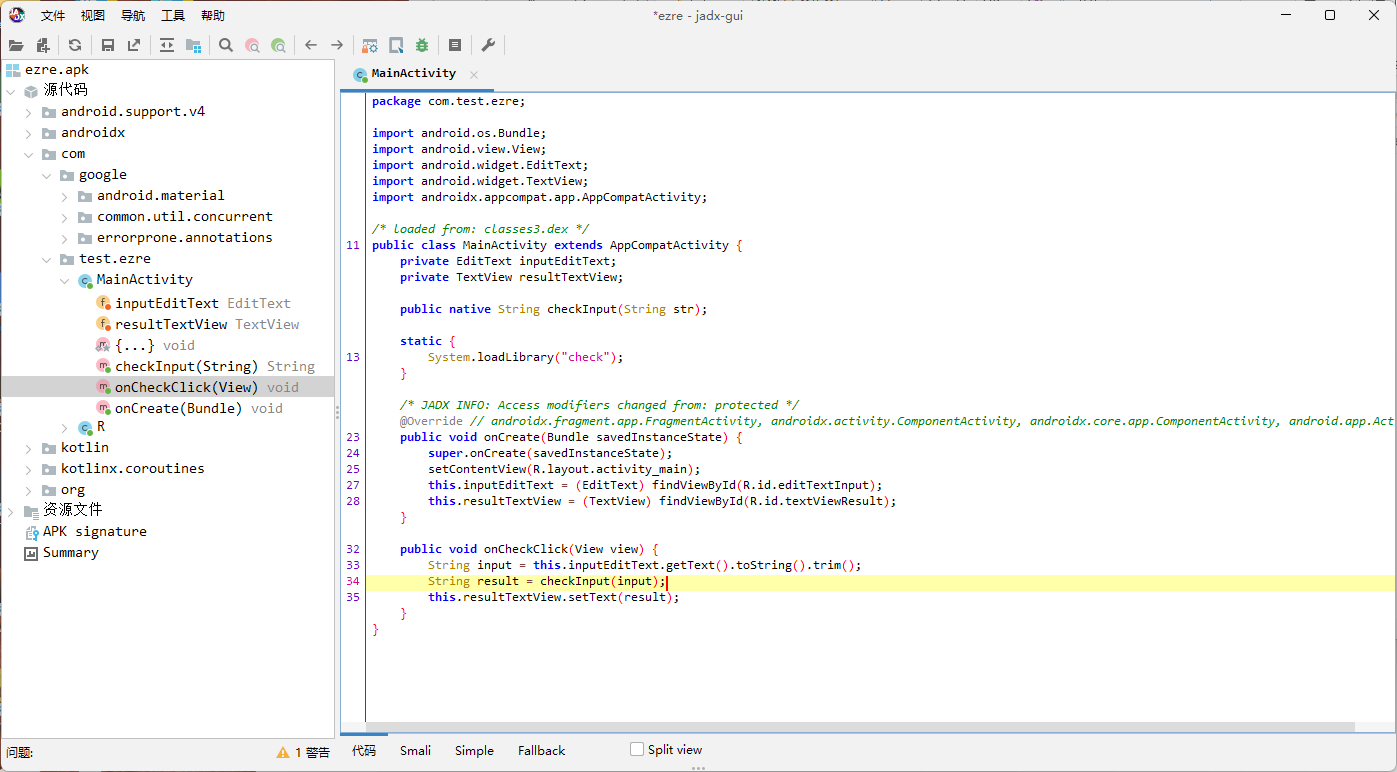 *ezre - jadx-gui
文件 视图 导航 工具 帮助
ezre.apk
源代码
android.support.v4
androidx
com
google
android.material
common.util.concurrent
errorprone.annotations
test.ezre
MainActivity
inputEditText EditText
resultTextView TextView
{...} void
checkInput(String) String
onCheckClick(View) void
onCreate(Bundle) void
R
kotlin
kotlinx.coroutines
org
资源文件
APK signature
Summary
问题:
1 警告
MainActivity
package com.test.ezre;
import android.os.Bundle;
import android.view.View;
import android.widget.EditText;
import android.widget.TextView;
import androidx.appcompat.app.AppCompatActivity;
/* loaded from: classes3.dex */
11 public class MainActivity extends AppCompatActivity {
private EditText inputEditText;
private TextView resultTextView;
public native String checkInput(String str);
static {
13 System.loadLibrary("check");
}
/* JADX INFO: Access modifiers changed from: protected */
@Override // androidx.fragment.app.FragmentActivity, androidx.activity.ComponentActivity, androidx.core.app.ComponentActivity, android.app.Act
23 public void onCreate(Bundle savedInstanceState) {
24 super.onCreate(savedInstanceState);
25 setContentView(R.layout.activity_main);
27 this.inputEditText = (EditText) findViewById(R.id.editTextInput);
28 this.resultTextView = (TextView) findViewById(R.id.textViewResult);
}
32 public void onCheckClick(View view) {
33 String input = this.inputEditText.getText().toString().trim();
34 String result = checkInput(input);
35 this.resultTextView.setText(result);
}
}
代码 Smali Simple Fallback Split view